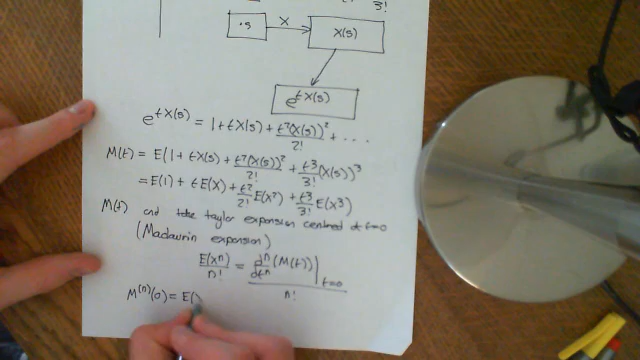 3!
·s X X(s)
e^{tX(s)}
e^{tX(s)} = 1 + tX(s) + t²(X(s))²/2! + ...
M(t) = E(1 + tX(s) + t²(X(s))²/2! + t³/3! (X(s))³
= E(1) + tE(X) + t²/2! E(X²) + t³/3! E(X³)
M(t) and take taylor expansion centred at t=0
(Maclaurin expansion)
E(Xⁿ)/n! = dⁿ/dtⁿ (M(t))|_{t=0} / n!
M^{(n)}(0) = E(